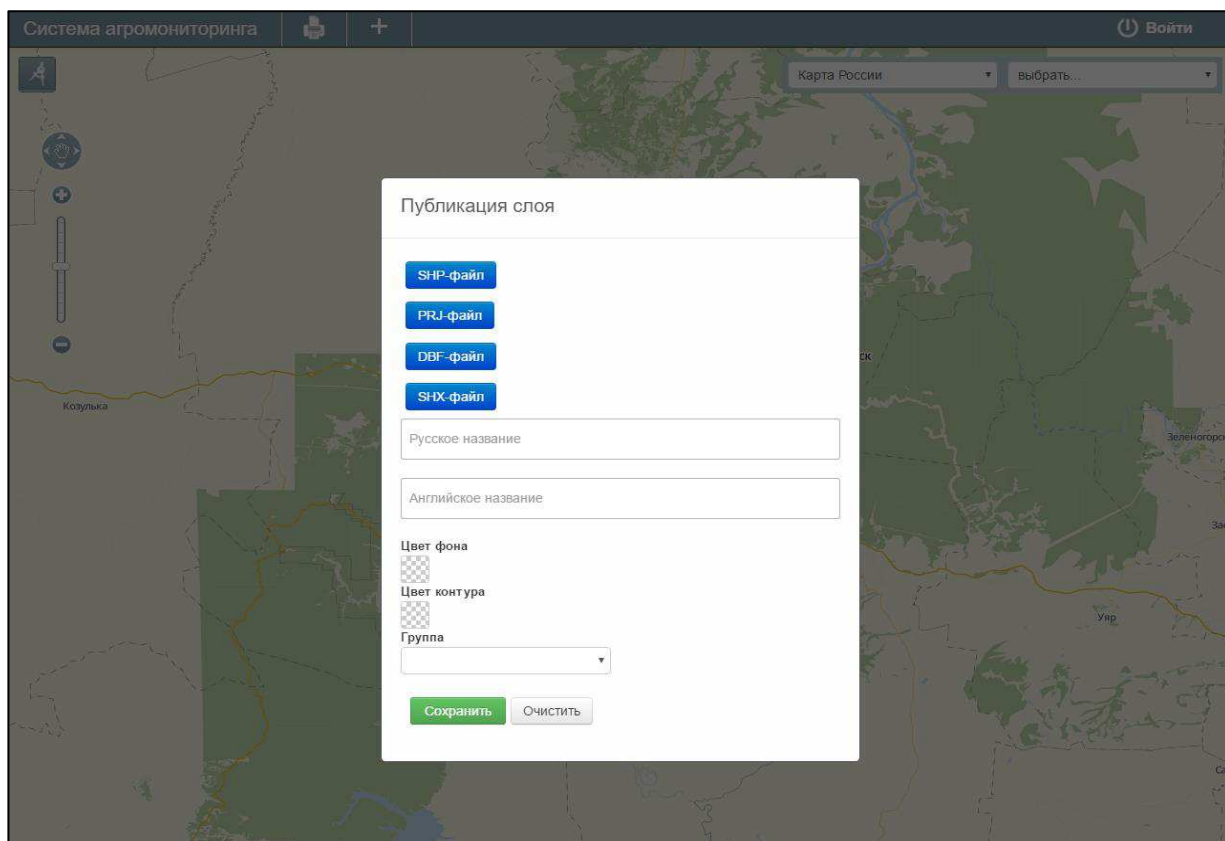 Система агромониторинга
Войти
Карта России
выбрать...
Публикация слоя
SHP-файл
PRJ-файл
DBF-файл
SHX-файл
Козулька
Русское название
Зеленогорск
Английское название
Цвет фона
Цвет контура
Уяр
Группа
Сохранить
Очистить